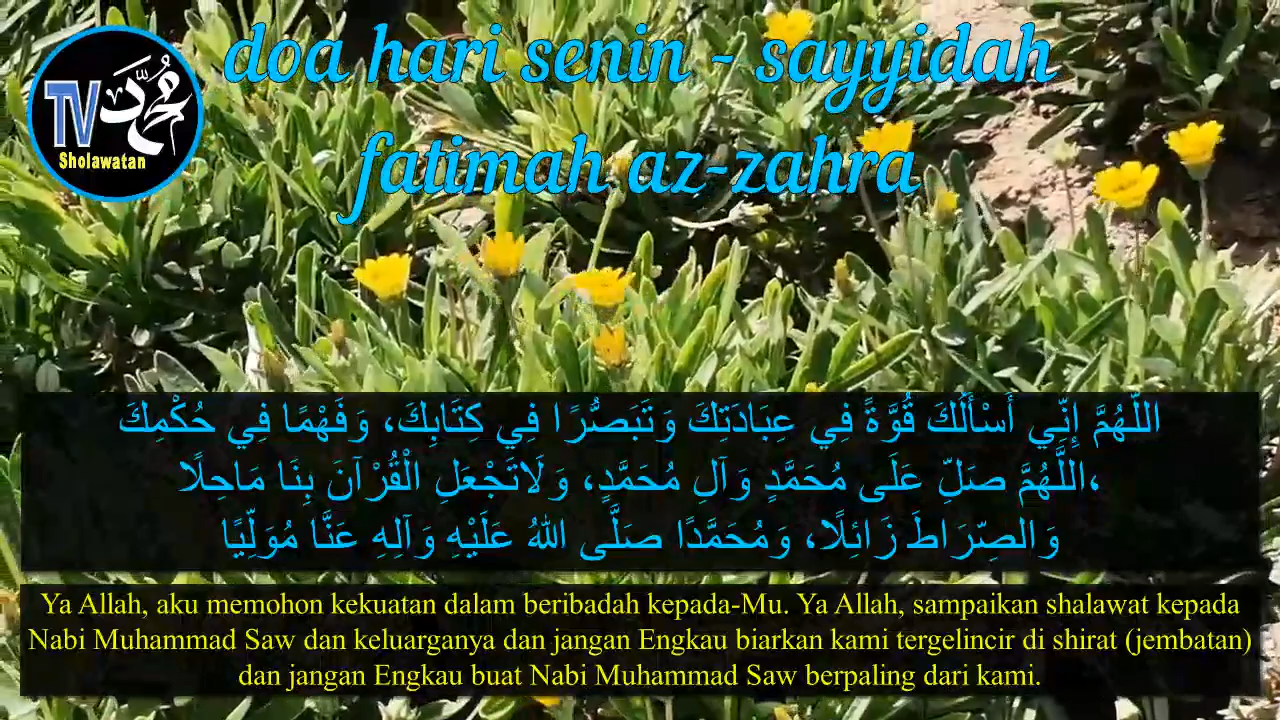 doa hari senin - sayyidah
fatimah az-zahra
TV
محمد
Sholawatan
اللَّهُمَّ إِنِّي أَسْأَلُكَ قُوَّةً فِي عِبَادَتِكَ وَتَبَصُّرًا فِي كِتَابِكَ، وَفَهْمًا فِي حُكْمِكَ
اللَّهُمَّ صَلِّ عَلَى مُحَمَّدٍ وَآلِ مُحَمَّدٍ، وَلَاتَجْعَلِ الْقُرْآنَ بِنَا مَاحِلًا،
وَالصِّرَاطَ زَائِلًا، وَمُحَمَّدًا صَلَّى اللهُ عَلَيْهِ وَآلِهِ عَنَّا مُوَلِّيًا
Ya Allah, aku memohon kekuatan dalam beribadah kepada-Mu. Ya Allah, sampaikan shalawat kepada
Nabi Muhammad Saw dan keluarganya dan jangan Engkau biarkan kami tergelincir di shirat (jembatan)
dan jangan Engkau buat Nabi Muhammad Saw berpaling dari kami.